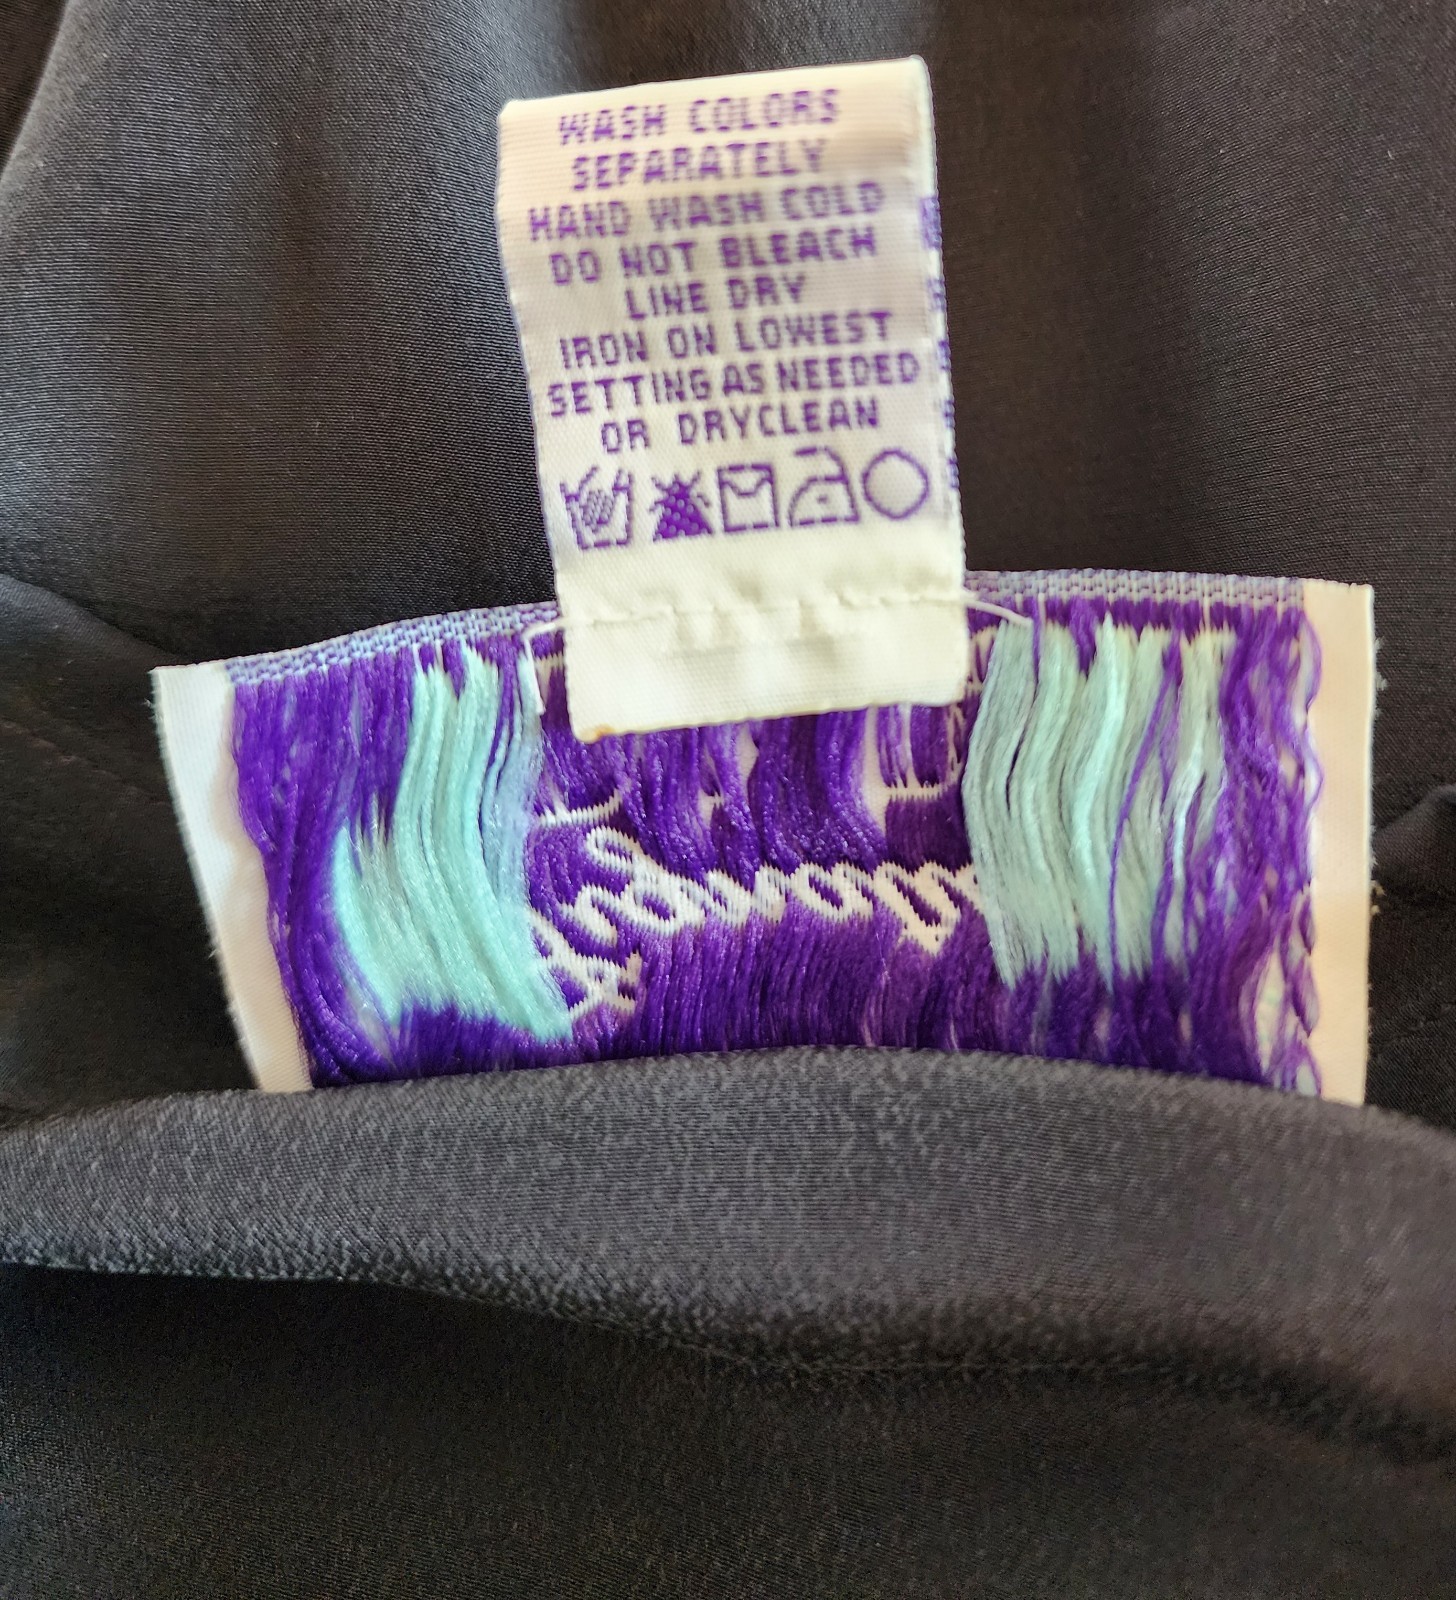 WASH COLORS
SEPARATELY
HAND WASH COLD
DO NOT BLEACH
LINE DRY
IRON ON LOWEST
SETTING AS NEEDED
OR DRYCLEAN